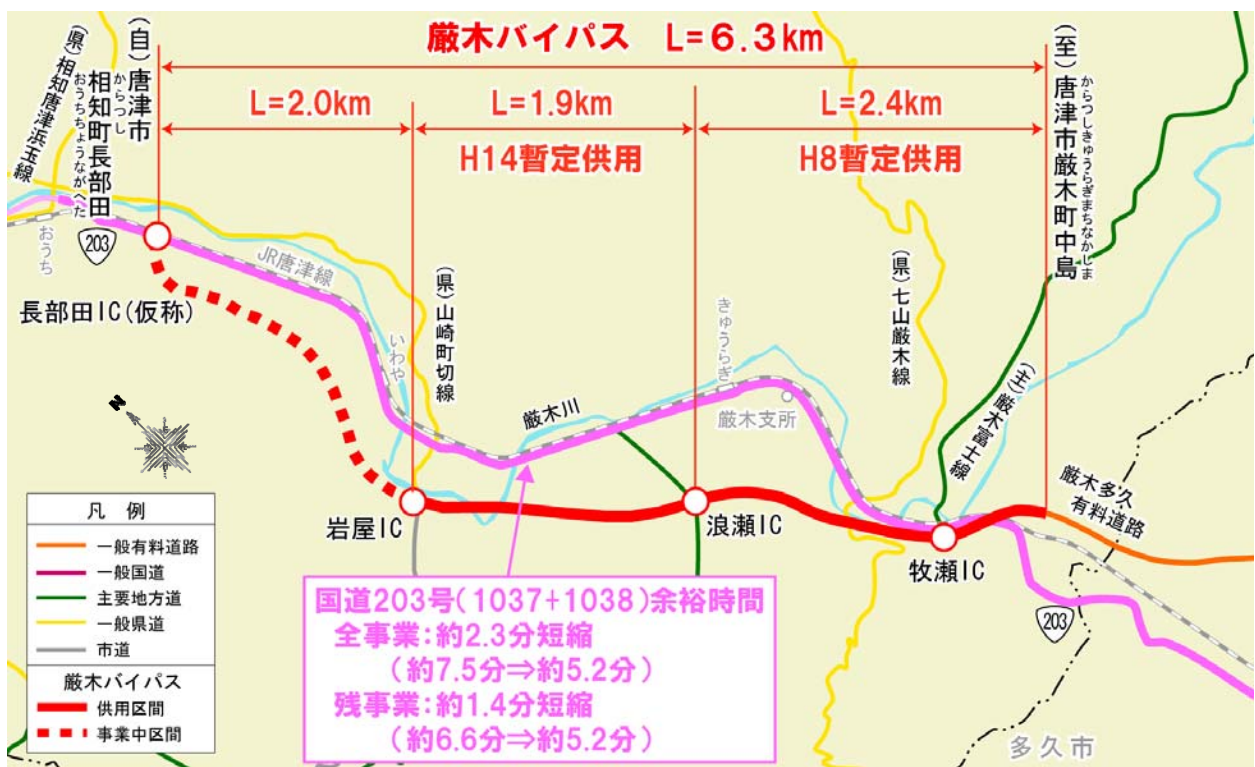 厳木バイパス L=6.3km
L=2.0km
L=1.9km
L=2.4km
H14暫定供用
H8暫定供用
(県)相知唐津浜玉線
(自)唐津市
からつし
相知町長部田
おうちちょうながへた
(至)唐津市厳木町中島
からつしきゅうらぎまちなかしま
203
おうち
JR唐津線
長部田IC(仮称)
いわや
(県)山崎町切線
厳木川
きゅうらぎ
厳木支所
(県)七山厳木線
(主)厳木富士線
厳木多久
有料道路
N
岩屋IC
浪瀬IC
牧瀬IC
203
多久市
国道203号(1037+1038)余裕時間
全事業:約2.3分短縮
(約7.5分⇒約5.2分)
残事業:約1.4分短縮
(約6.6分⇒約5.2分)
凡 例
一般有料道路
一般国道
主要地方道
一般県道
市道
厳木バイパス
供用区間
事業中区間